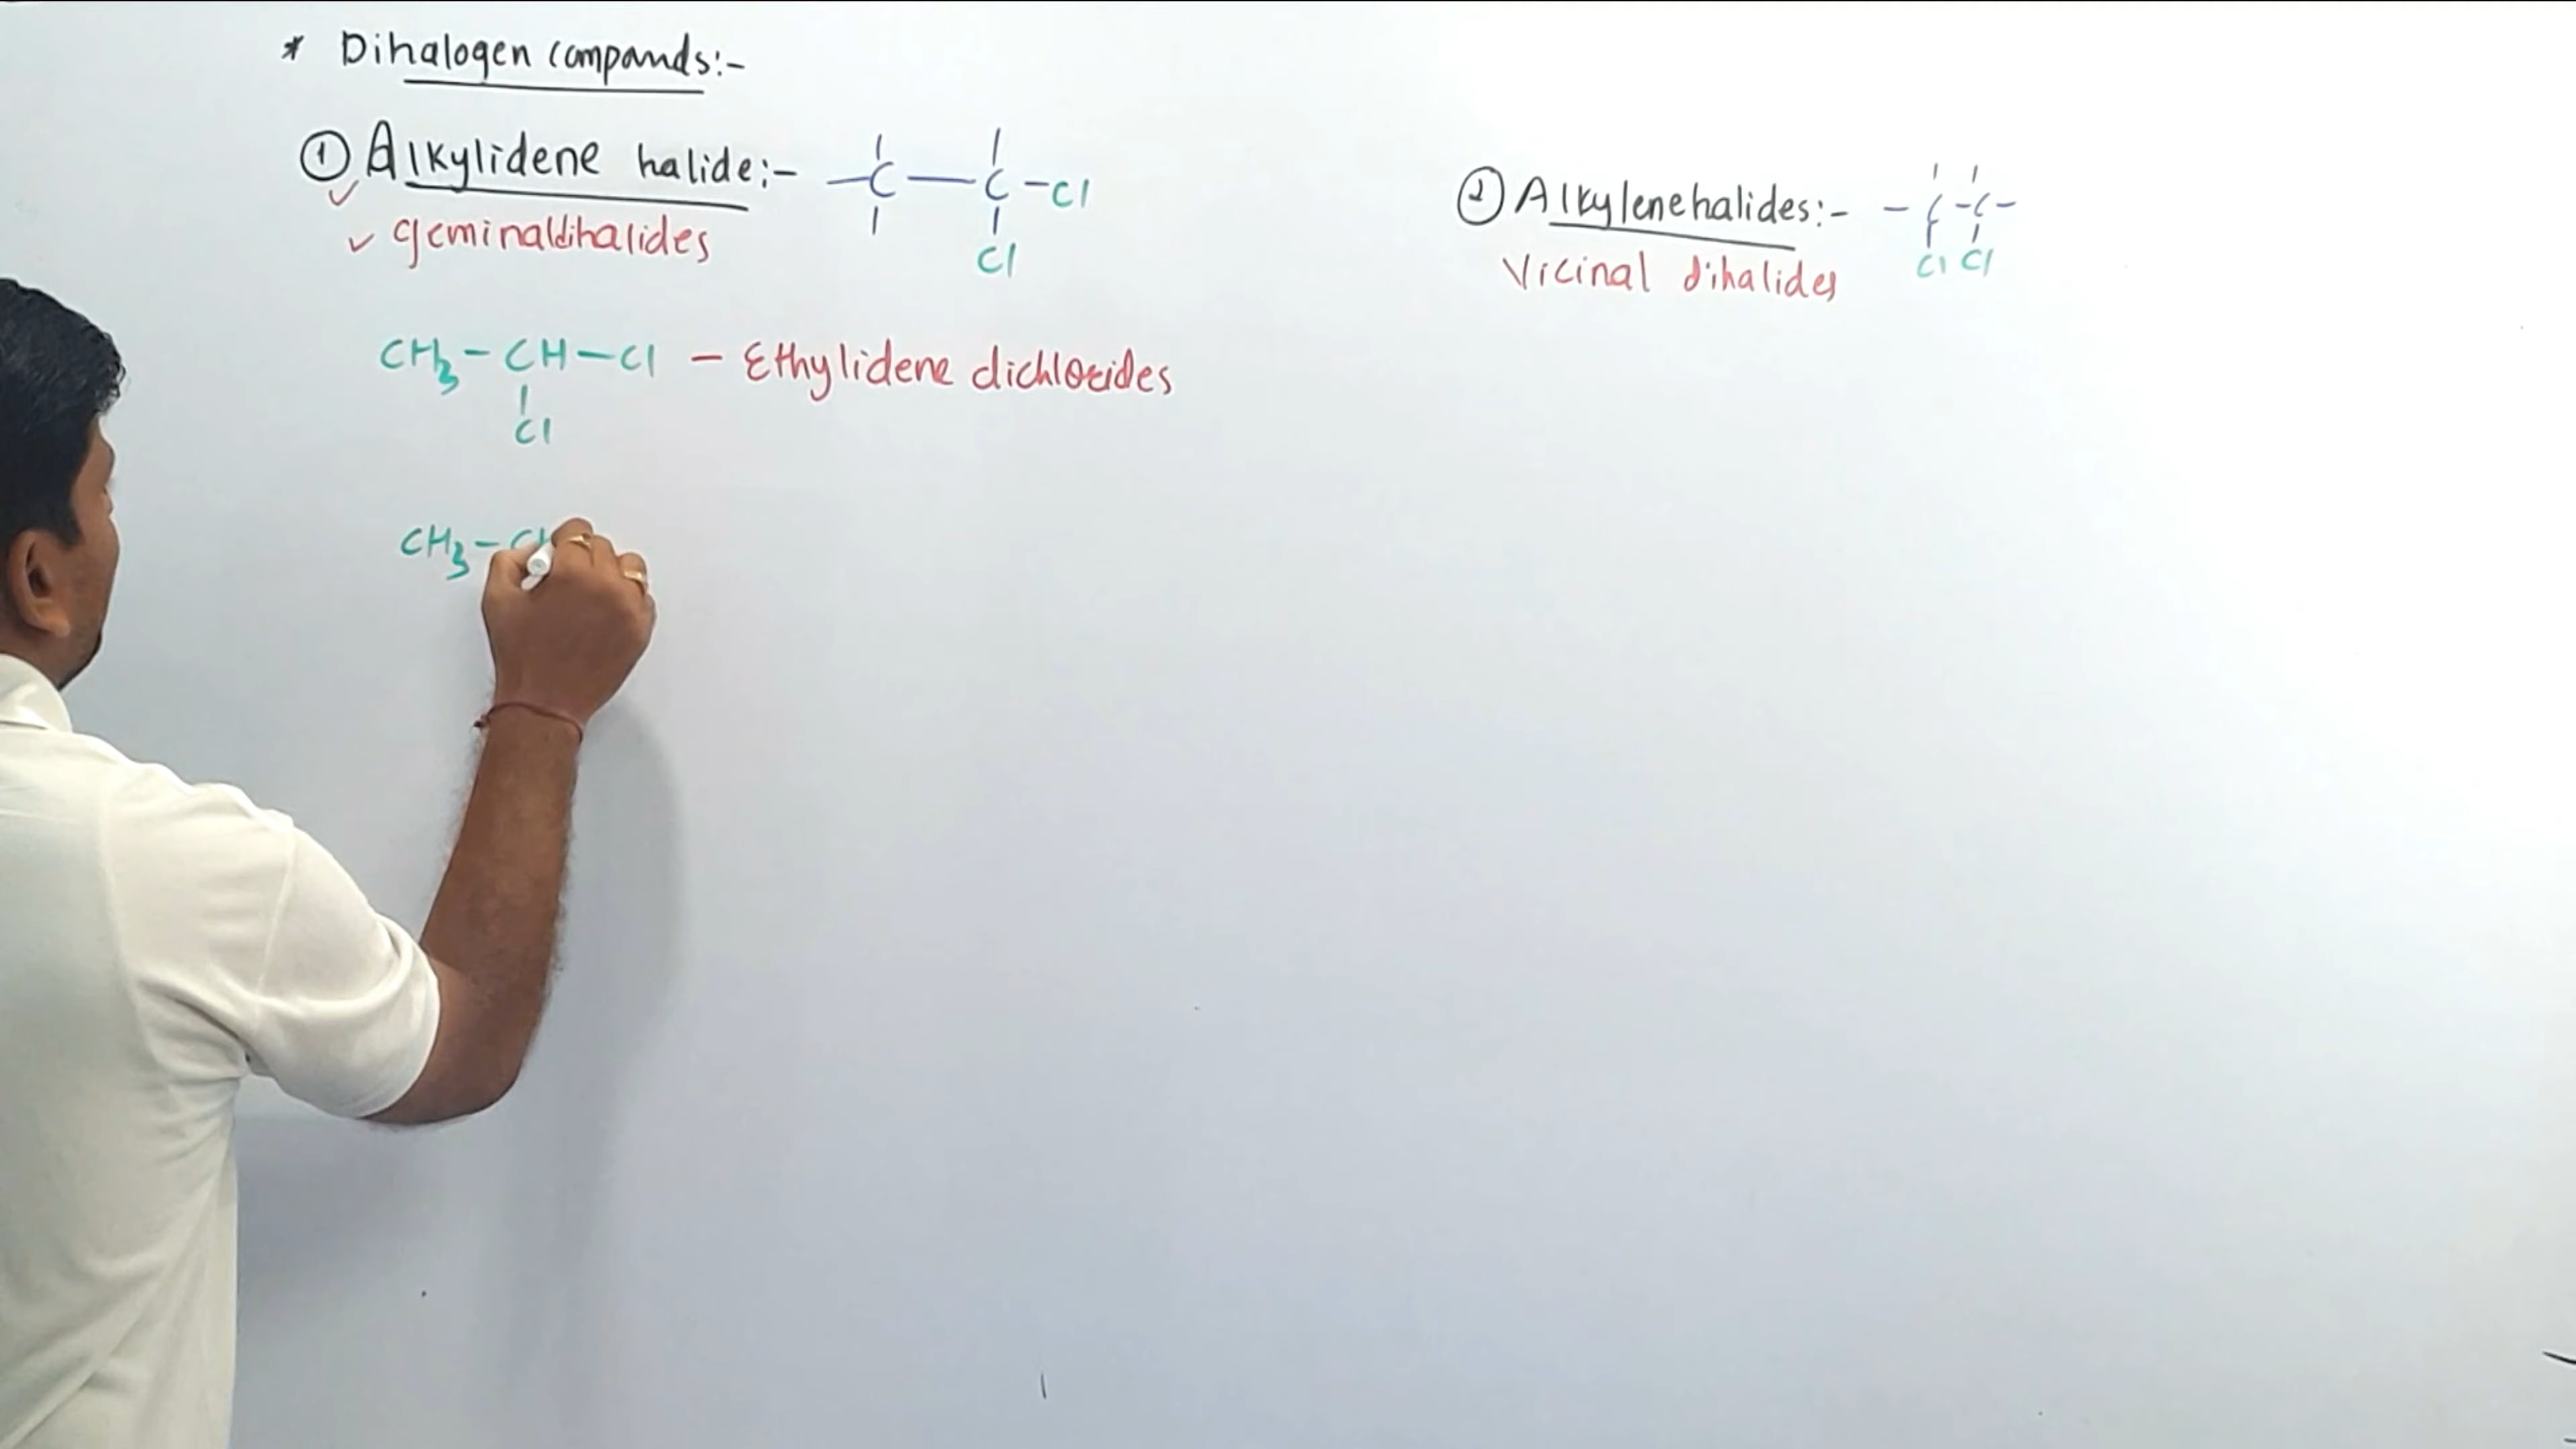 * Dihalogen compounds:-
① Alkylidene halide:- -C-C-Cl
Cl
✓ geminaldihalides
CH3-CH-Cl - Ethylidene dichlorides
Cl
CH3-
② Alkylenehalides:- -C-C-
Cl Cl
Vicinal dihalides